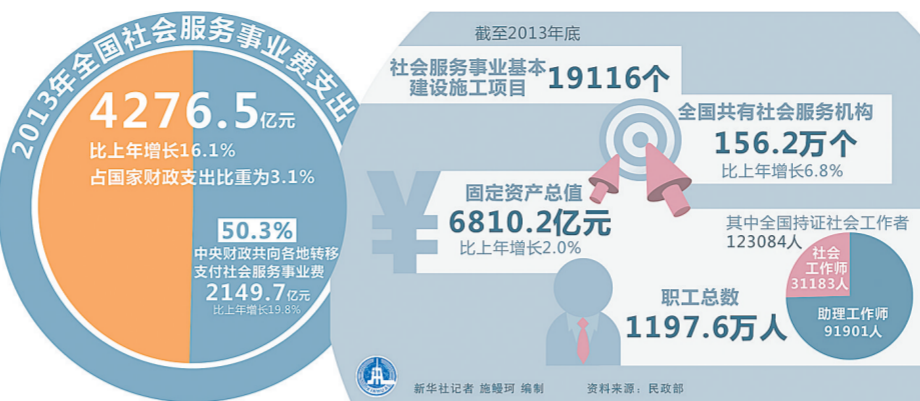 2013年全国社会服务事业费支出
4276.5亿元
比上年增长16.1%
占国家财政支出比重为3.1%
50.3%
中央财政共向各地转移
支付社会服务事业费
2149.7亿元
比上年增长19.8%
截至2013年底
社会服务事业基本
建设施工项目
19116个
全国共有社会服务机构
156.2万个
比上年增长6.8%
¥
固定资产总值
6810.2亿元
比上年增长2.0%
其中全国持证社会工作者
123084人
社会
工作师
31183人
助理工作师
91901人
职工总数
1197.6万人
新华社记者 施鳗珂 编制
资料来源：民政部